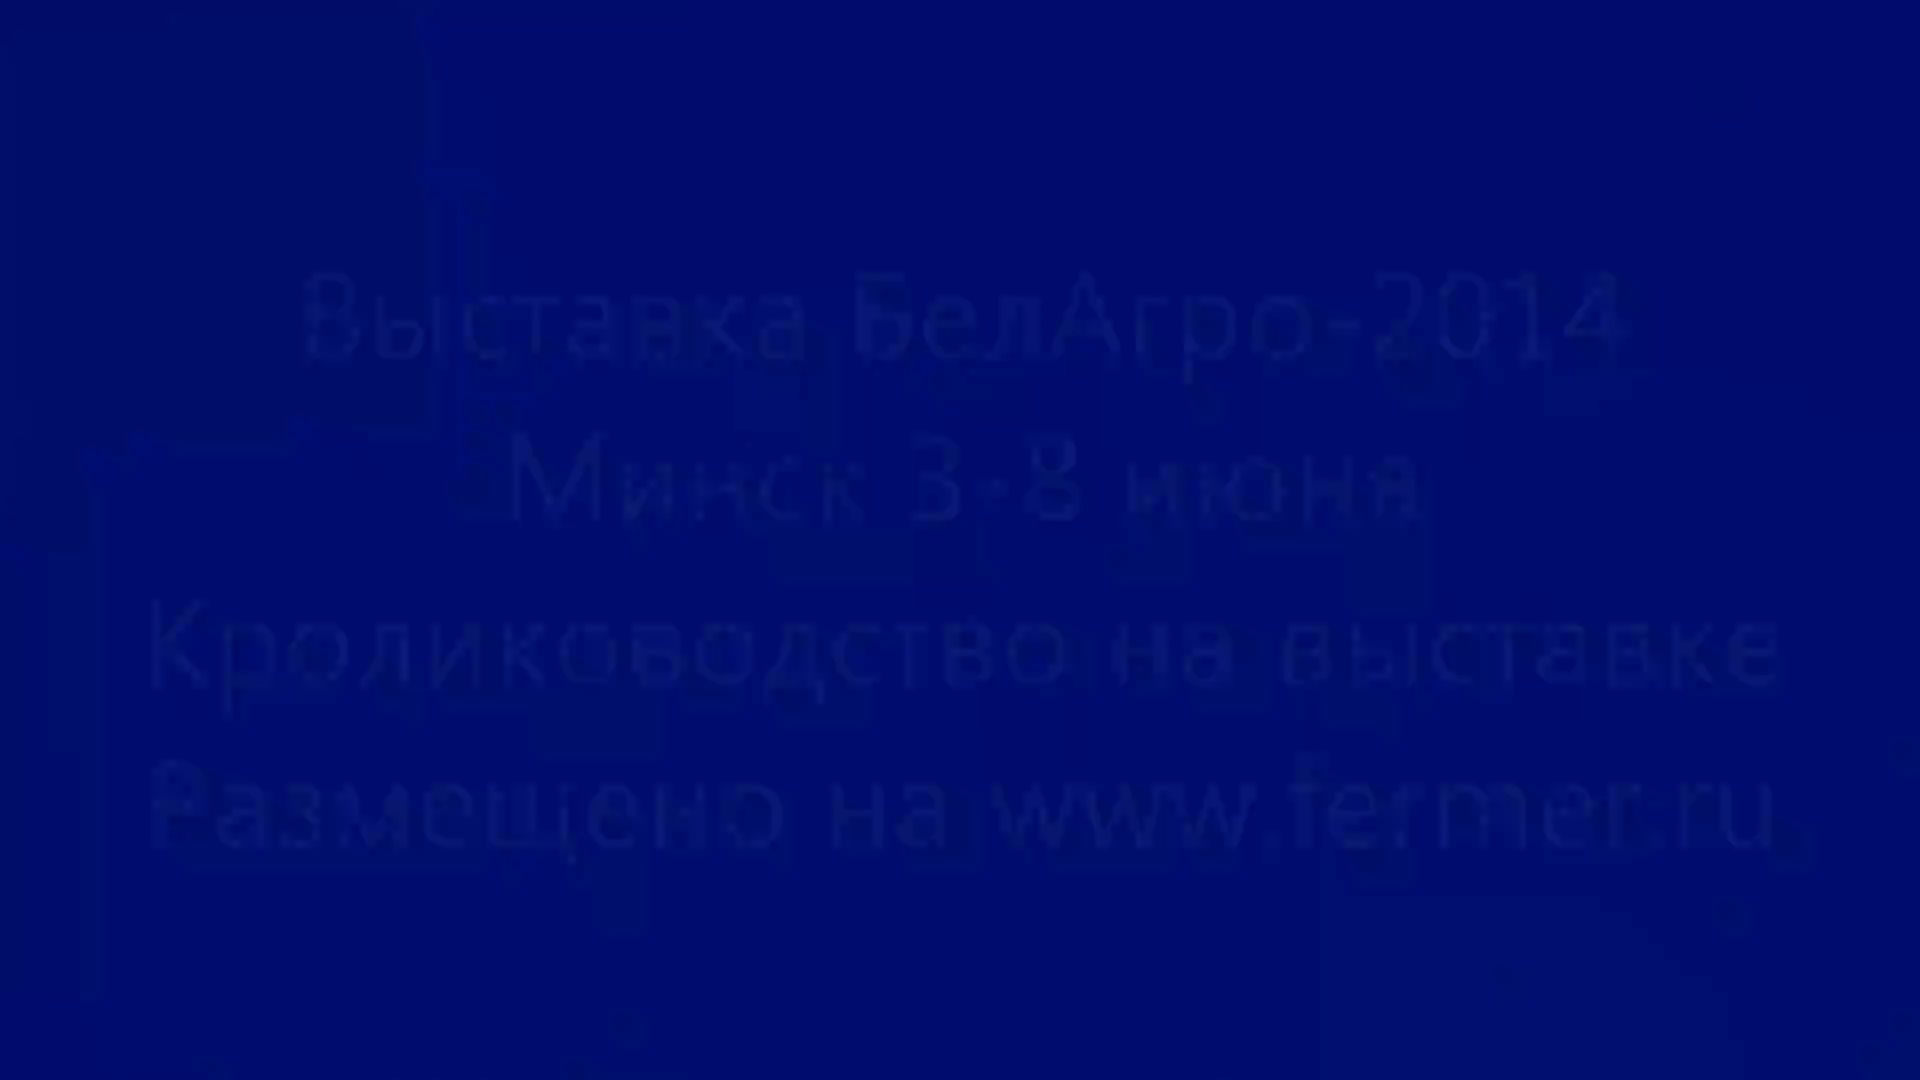 Выставка БелАгро-2014
Минск 3-8 июня
Кролиководство на выставке
Размещено на www.fermer.ru